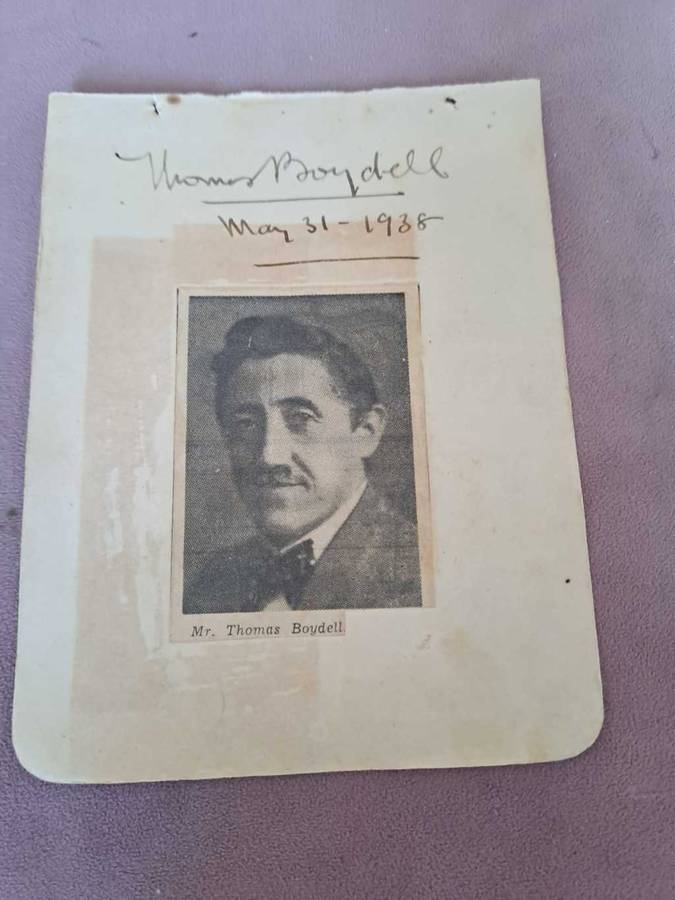 Thomas Boydell
May 31 - 1938
Mr. Thomas Boydell